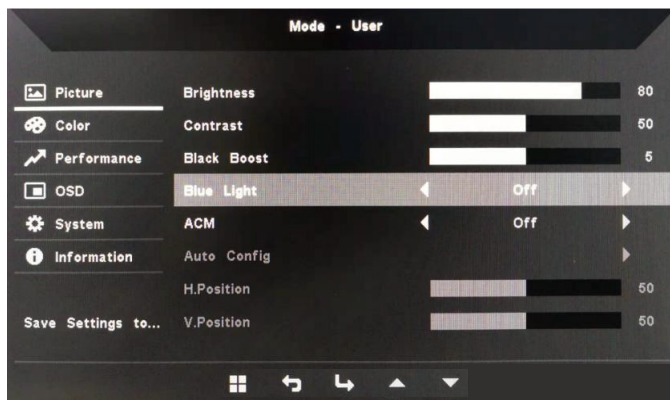 Mode - User
Picture
Color
Performance
OSD
System
Information
Save Settings to...
Brightness 80
Contrast 50
Black Boost 5
Blue Light Off
ACM Off
Auto Config
H.Position 50
V.Position 50